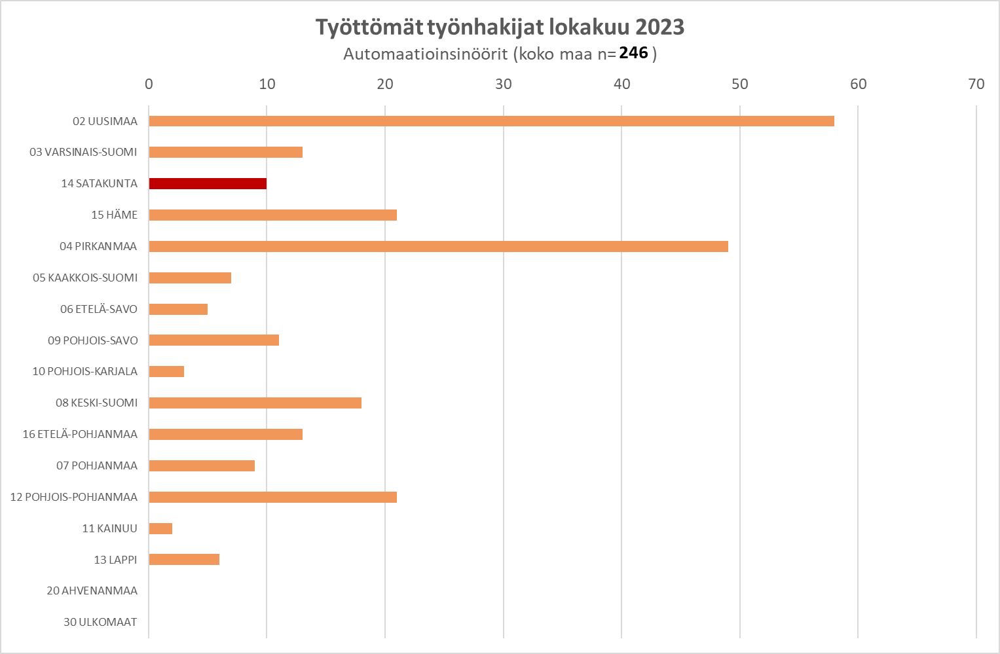 Työttömät työnhakijat lokakuu 2023
Automaatioinsinöörit (koko maa n= 246 )
0 10 20 30 40 50 60 70
02 UUSIMAA
03 VARSINAIS-SUOMI
14 SATAKUNTA
15 HÄME
04 PIRKANMAA
05 KAAKKOIS-SUOMI
06 ETELÄ-SAVO
09 POHJOIS-SAVO
10 POHJOIS-KARJALA
08 KESKI-SUOMI
16 ETELÄ-POHJANMAA
07 POHJANMAA
12 POHJOIS-POHJANMAA
11 KAINUU
13 LAPPI
20 AHVENANMAA
30 ULKOMAAT